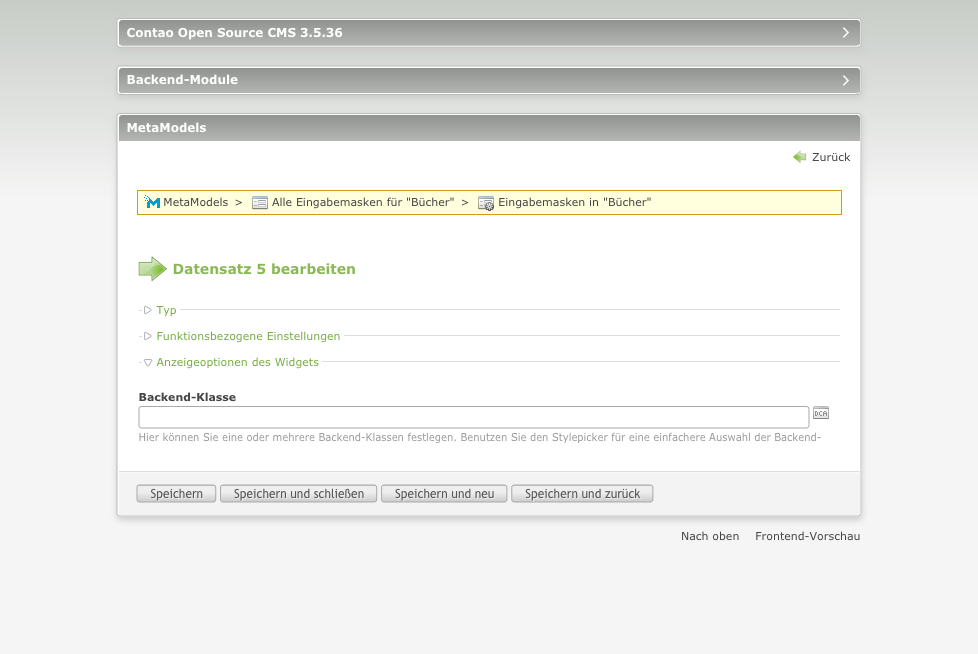 Contao Open Source CMS 3.5.36
Backend-Module
MetaModels
Zurück
MetaModels > Alle Eingabemasken für "Bücher" > Eingabemasken in "Bücher"
Datensatz 5 bearbeiten
Typ
Funktionsbezogene Einstellungen
Anzeigeoptionen des Widgets
Backend-Klasse
DCA
Hier können Sie eine oder mehrere Backend-Klassen festlegen. Benutzen Sie den Stylepicker für eine einfachere Auswahl der Backend-
Speichern Speichern und schließen Speichern und neu Speichern und zurück
Nach oben Frontend-Vorschau